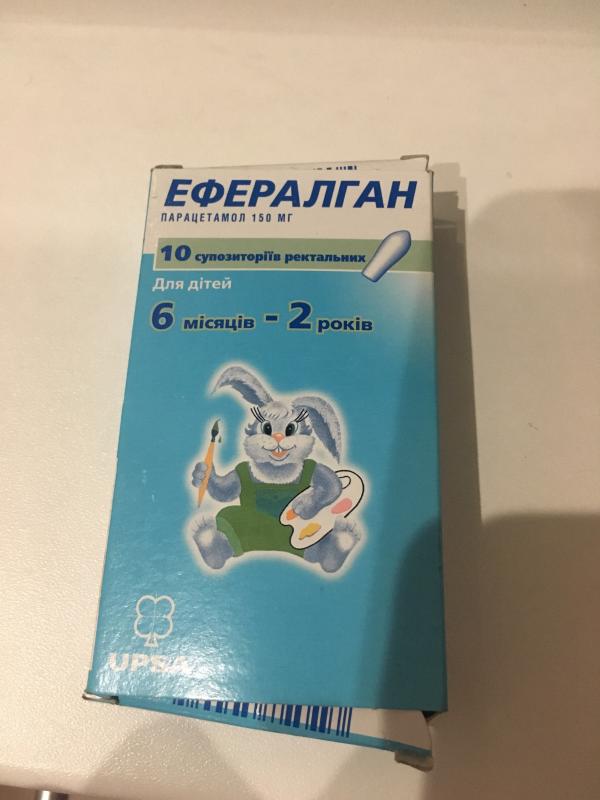 ЕФЕРАЛГАН
ПАРАЦЕТАМОЛ 150 МГ
10 супозиторіїв ректальних
Для дітей
6 місяців - 2 років
UPSA